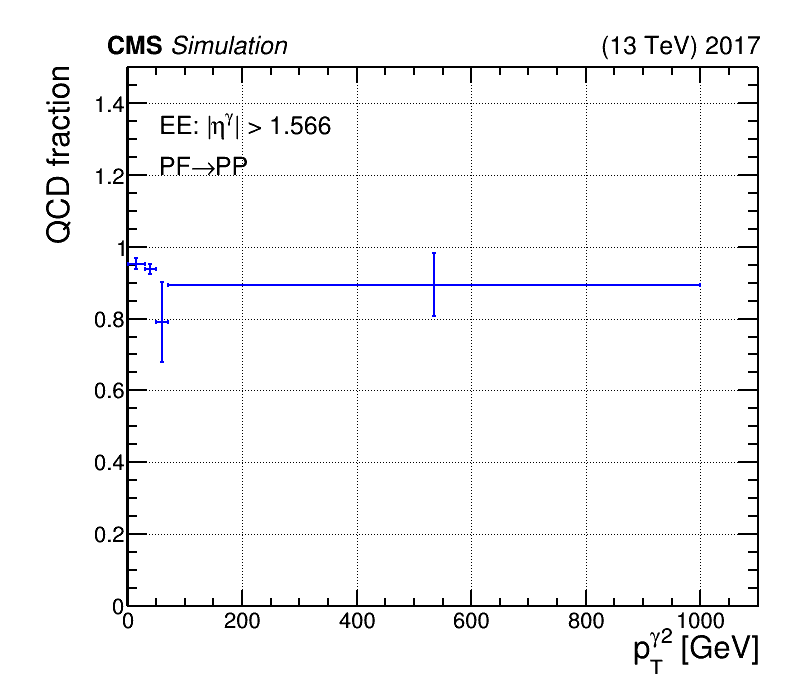 CMS Simulation (13 TeV) 2017
QCD fraction
EE: |η^γ| > 1.566
PF→PP
1.4
1.2
1
0.8
0.6
0.4
0.2
0
0 200 400 600 800 1000
p_T^γ2 [GeV]